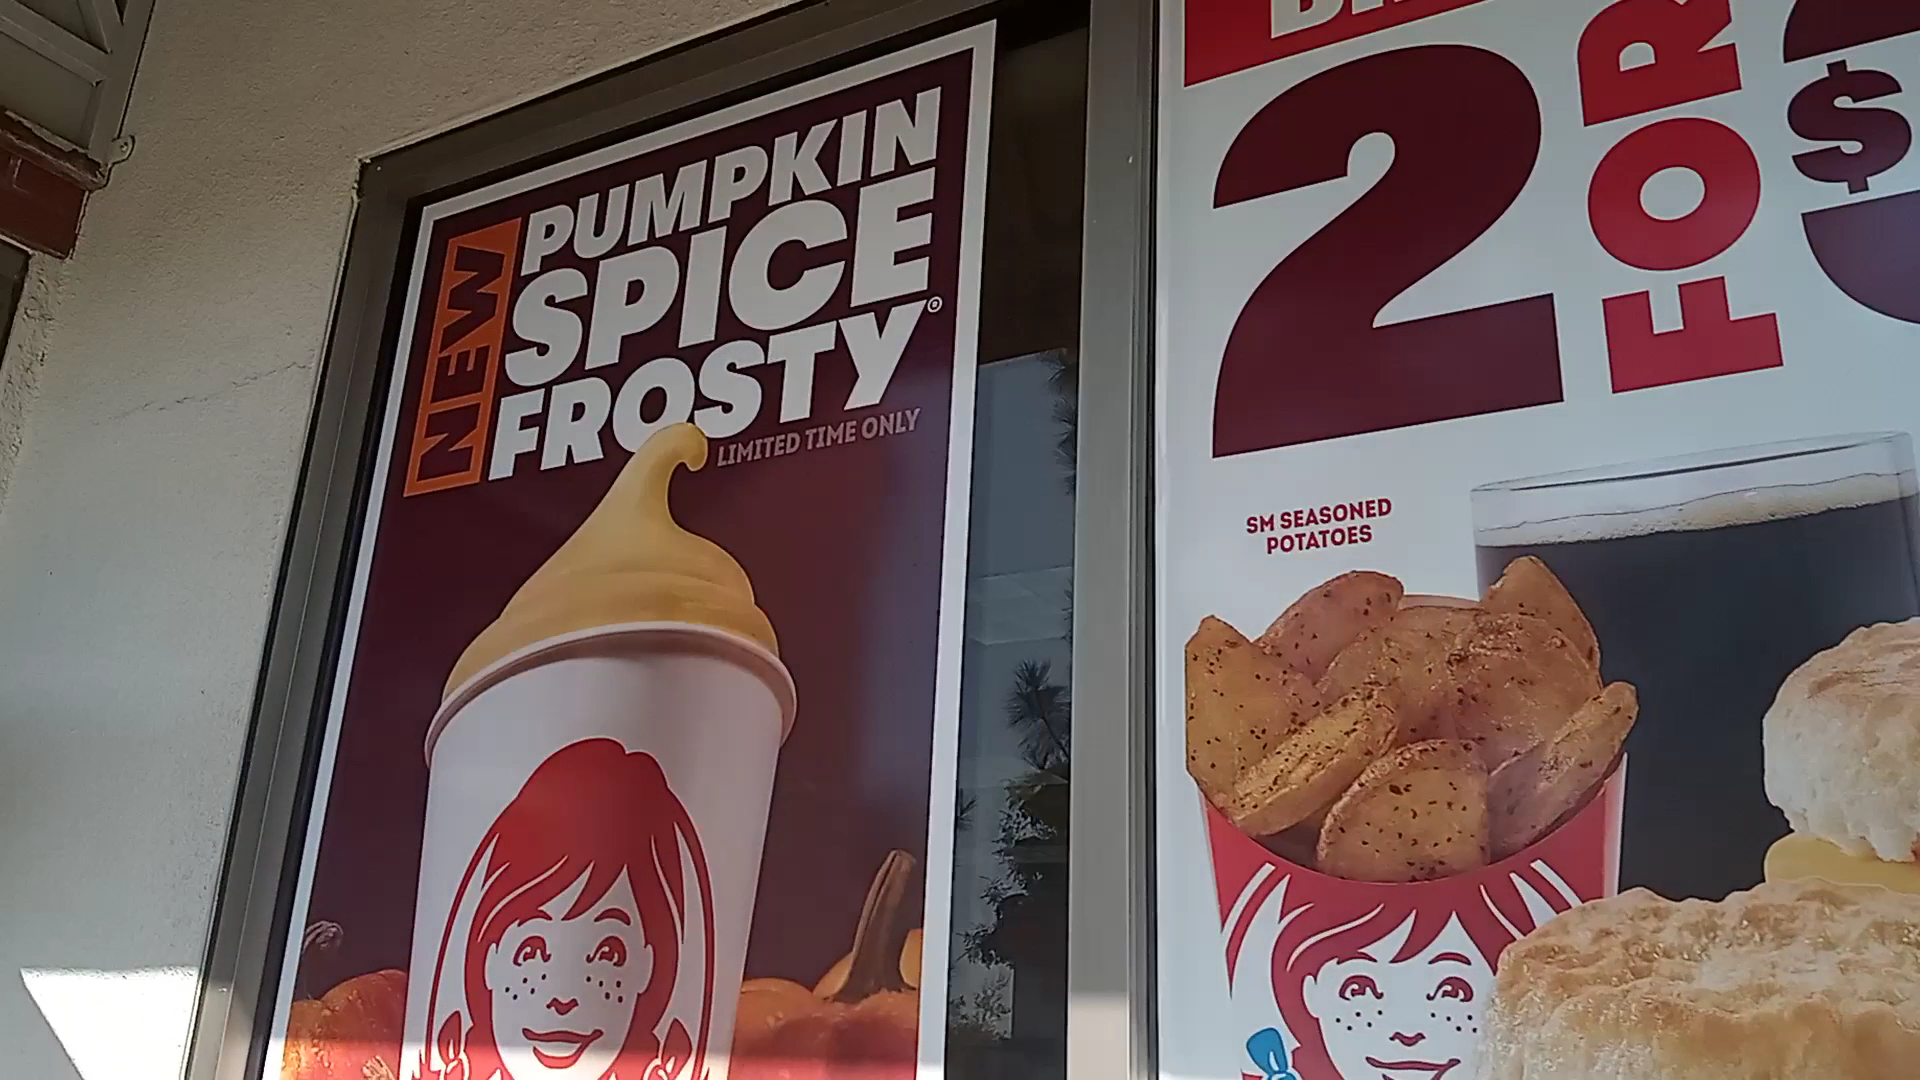 NEW
PUMPKIN
SPICE
FROSTY®
LIMITED TIME ONLY
2
FOR
$
SM SEASONED
POTATOES